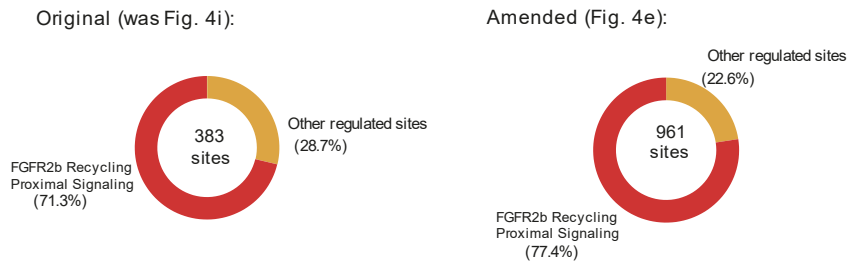 Original (was Fig. 4i):
383
sites
Other regulated sites
(28.7%)
FGFR2b Recycling
Proximal Signaling
(71.3%)
Amended (Fig. 4e):
Other regulated sites
(22.6%)
961
sites
FGFR2b Recycling
Proximal Signaling
(77.4%)